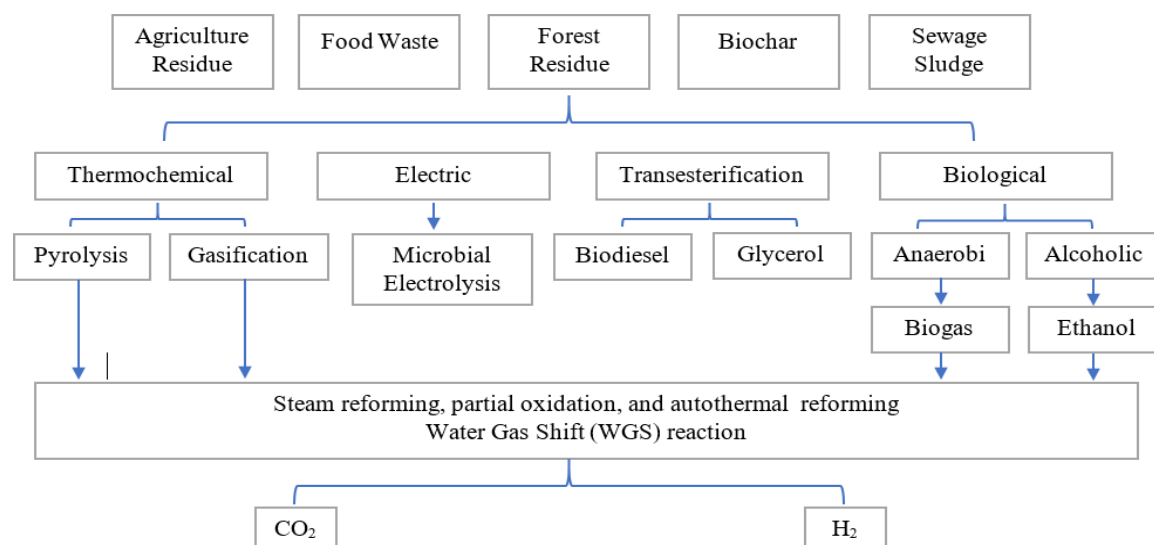 Agriculture
Residue
Food Waste
Forest
Residue
Biochar
Sewage
Sludge
Thermochemical
Electric
Transesterification
Biological
Pyrolysis
Gasification
Microbial
Electrolysis
Biodiesel
Glycerol
Anaerobi
Alcoholic
Biogas
Ethanol
Steam reforming, partial oxidation, and autothermal reforming
Water Gas Shift (WGS) reaction
CO₂
H₂